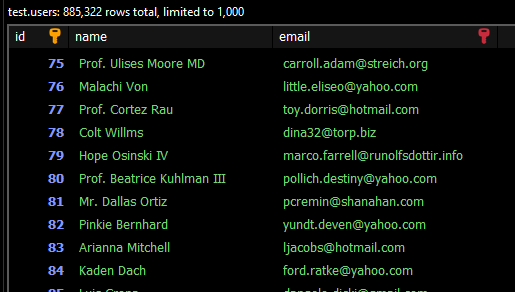 test.users: 885,322 rows total, limited to 1,000
id name email
75 Prof. Ulises Moore MD carroll.adam@streich.org
76 Malachi Von little.eliseo@yahoo.com
77 Prof. Cortez Rau toy.dorris@hotmail.com
78 Colt Willms dina32@torp.biz
79 Hope Osinski IV marco.farrell@runolfsdottir.info
80 Prof. Beatrice Kuhlman III pollich.destiny@yahoo.com
81 Mr. Dallas Ortiz pcremin@shanahan.com
82 Pinkie Bernhard yundt.deven@yahoo.com
83 Arianna Mitchell ljacobs@hotmail.com
84 Kaden Dach ford.ratke@yahoo.com
85